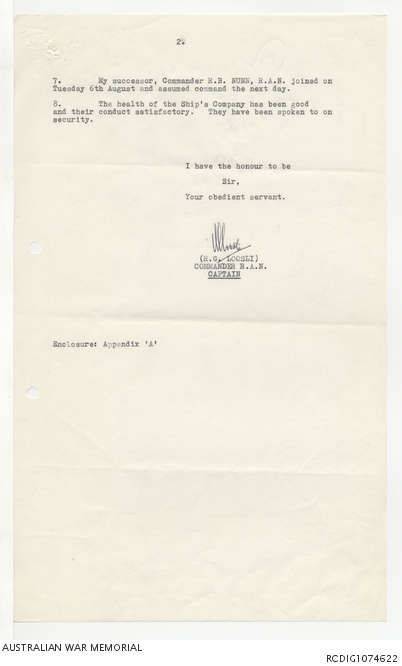 2.
7. My successor, Commander R.B. NUNN, R.A.N. joined on
Tuesday 6th August and assumed command the next day.
8. The health of the Ship's Company has been good
and their conduct satisfactory. They have been spoken to on
security.
I have the honour to be
Sir,
Your obedient servant.
(R.G. LOOSLI)
COMMANDER R.A.N.
CAPTAIN
Enclosure: Appendix 'A'
AUSTRALIAN WAR MEMORIAL
RCDIG1074622